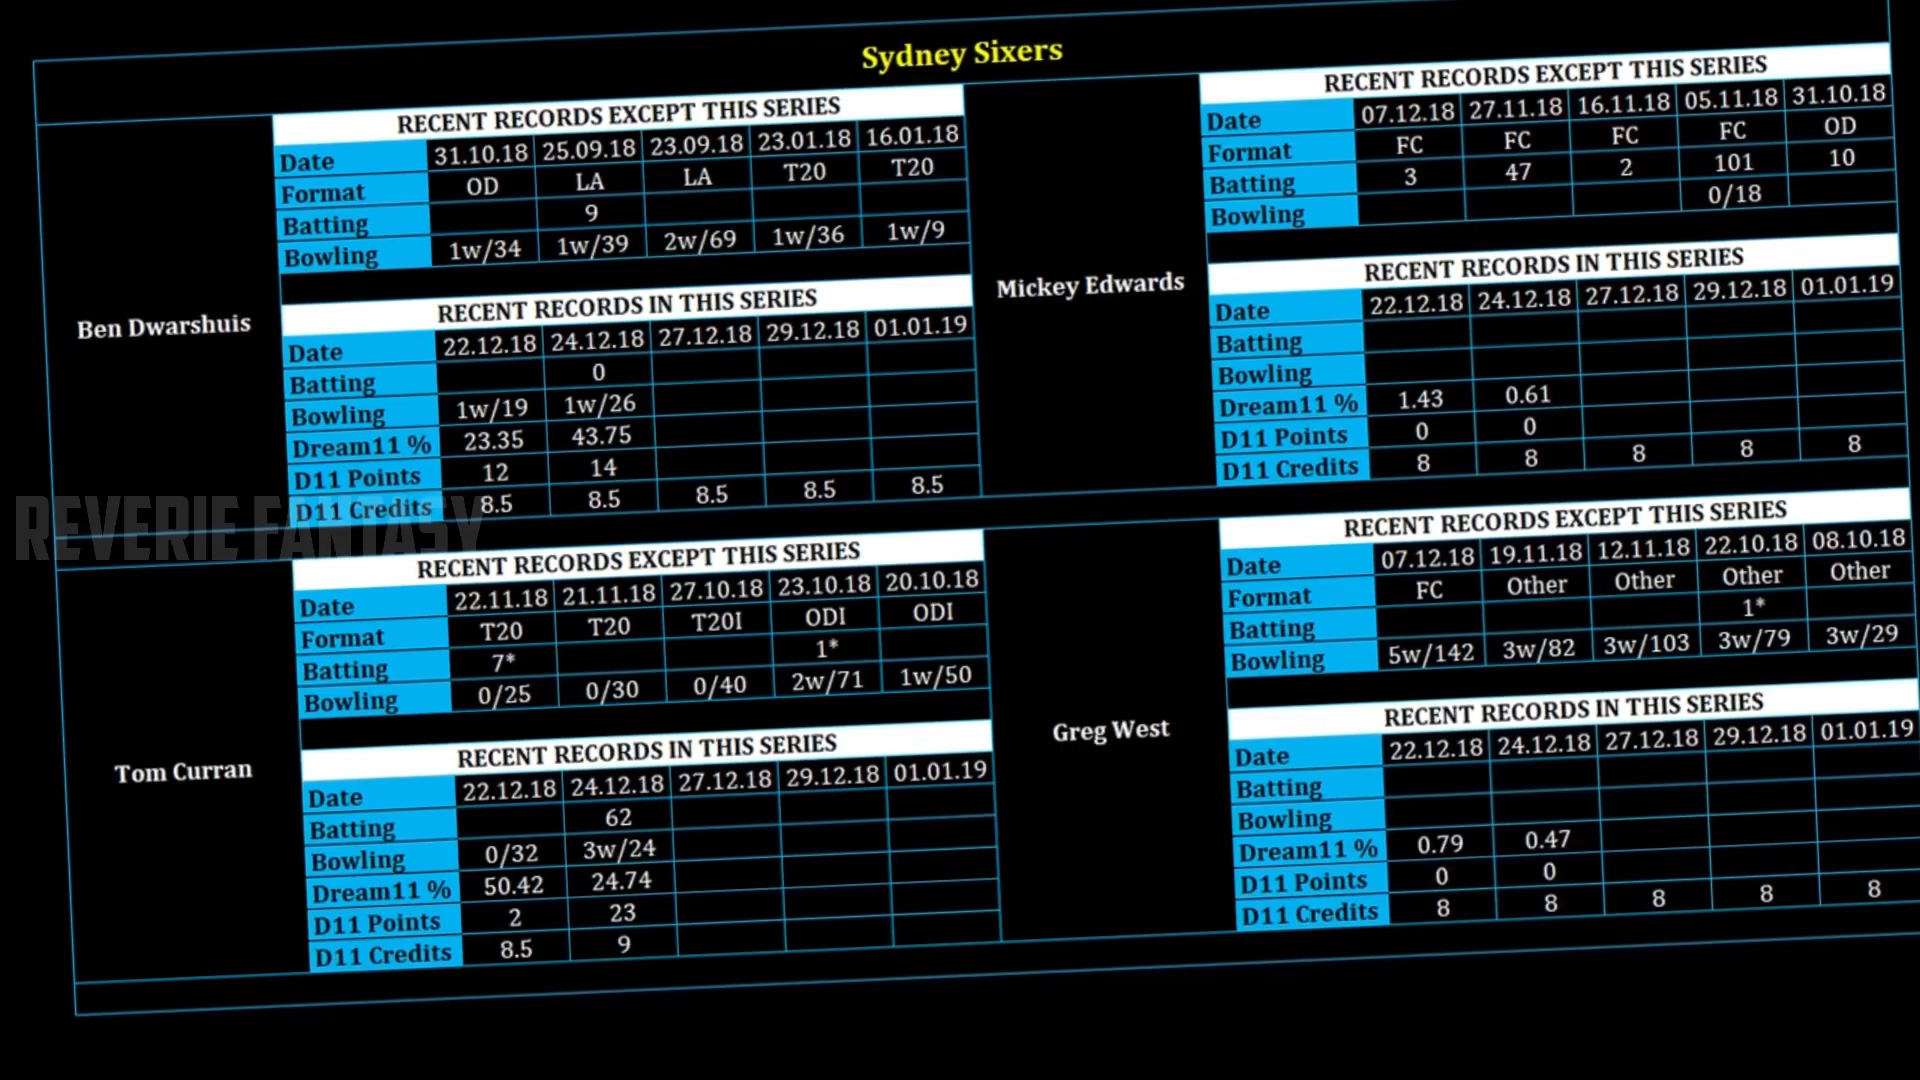 Sydney Sixers
Ben Dwarshuis
RECENT RECORDS EXCEPT THIS SERIES
Date 31.10.18 25.09.18 23.09.18 23.01.18 16.01.18
Format OD LA LA T20 T20
Batting 9
Bowling 1w/34 1w/39 2w/69 1w/36 1w/9
RECENT RECORDS IN THIS SERIES
Date 22.12.18 24.12.18 27.12.18 29.12.18 01.01.19
Batting 0
Bowling 1w/19 1w/26
Dream11 % 23.35 43.75
D11 Points 12 14
D11 Credits 8.5 8.5 8.5 8.5 8.5
Mickey Edwards
RECENT RECORDS EXCEPT THIS SERIES
Date 07.12.18 27.11.18 16.11.18 05.11.18 31.10.18
Format FC FC FC FC OD
Batting 3 47 2 101 10
Bowling 0/18
RECENT RECORDS IN THIS SERIES
Date 22.12.18 24.12.18 27.12.18 29.12.18 01.01.19
Batting
Bowling
Dream11 % 1.43 0.61
D11 Points 0 0
D11 Credits 8 8 8 8 8
REVERIE FANTASY
Tom Curran
RECENT RECORDS EXCEPT THIS SERIES
Date 22.11.18 21.11.18 27.10.18 23.10.18 20.10.18
Format T20 T20 T20I ODI ODI
Batting 7* 1*
Bowling 0/25 0/30 0/40 2w/71 1w/50
RECENT RECORDS IN THIS SERIES
Date 22.12.18 24.12.18 27.12.18 29.12.18 01.01.19
Batting 62
Bowling 0/32 3w/24
Dream11 % 50.42 24.74
D11 Points 2 23
D11 Credits 8.5 9
Greg West
RECENT RECORDS EXCEPT THIS SERIES
Date 07.12.18 19.11.18 12.11.18 22.10.18 08.10.18
Format FC Other Other Other Other
Batting 1*
Bowling 5w/142 3w/82 3w/103 3w/79 3w/29
RECENT RECORDS IN THIS SERIES
Date 22.12.18 24.12.18 27.12.18 29.12.18 01.01.19
Batting
Bowling
Dream11 % 0.79 0.47
D11 Points 0 0
D11 Credits 8 8 8 8 8